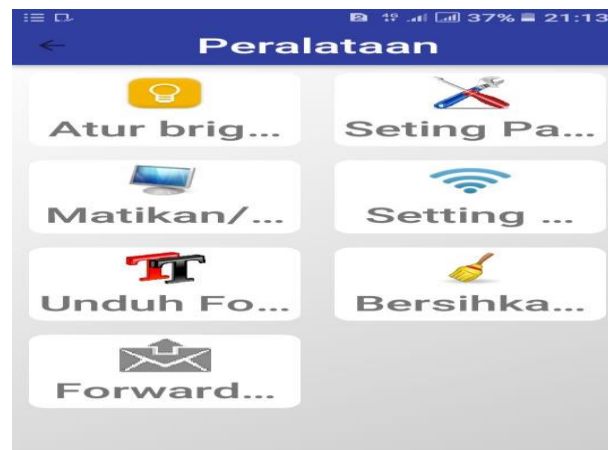 37% 21:13
Peralataan
Atur brig... Seting Pa...
Matikan/... Setting ...
Unduh Fo... Bersihka...
Forward...